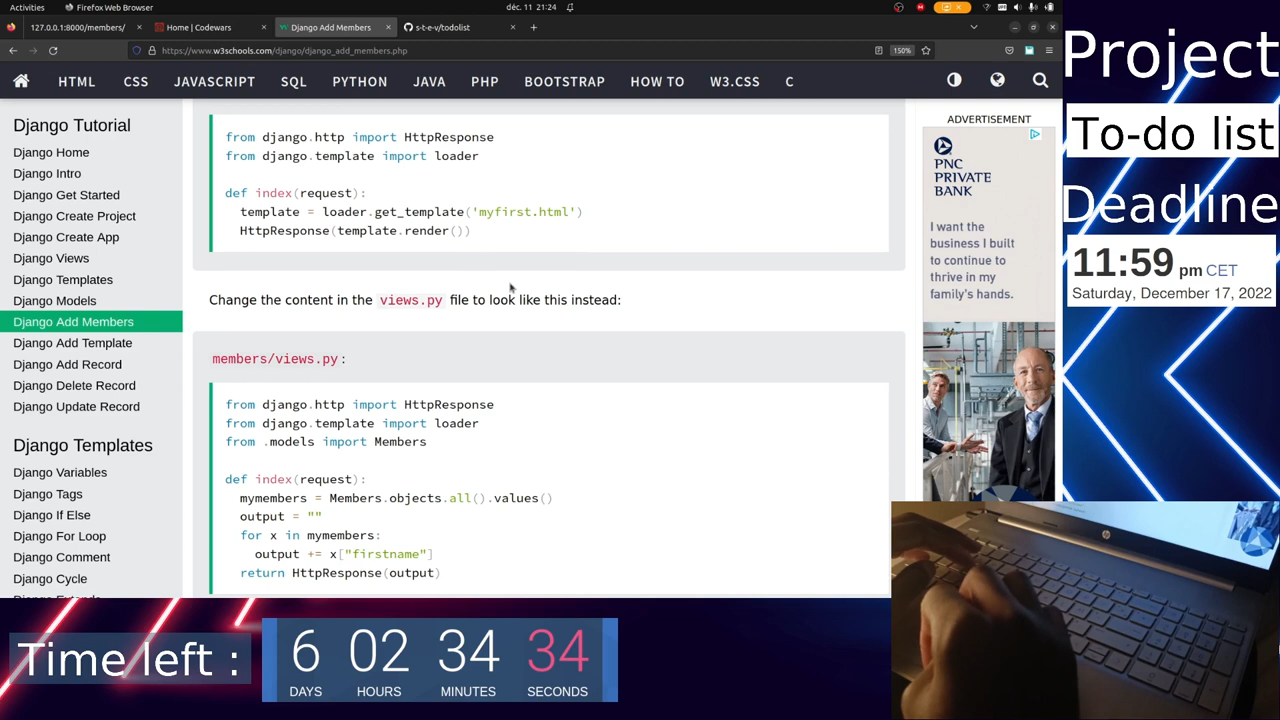 Activities
Firefox Web Browser
déc. 11 21:24
127.0.0.1:8000/members/
Home | Codewars
Django Add Members
s-t-e-v/todolist
https://www.w3schools.com/django/django_add_members.php
150%
HTML CSS JAVASCRIPT SQL PYTHON JAVA PHP BOOTSTRAP HOW TO W3.CSS C
Django Tutorial
Django Home
Django Intro
Django Get Started
Django Create Project
Django Create App
Django Views
Django Templates
Django Models
Django Add Members
Django Add Template
Django Add Record
Django Delete Record
Django Update Record
Django Templates
Django Variables
Django Tags
Django If Else
Django For Loop
Django Comment
Django Cycle
from django.http import HttpResponse
from django.template import loader
def index(request):
template = loader.get_template('myfirst.html')
HttpResponse(template.render())
Change the content in the views.py file to look like this instead:
members/views.py:
from django.http import HttpResponse
from django.template import loader
from .models import Members
def index(request):
mymembers = Members.objects.all().values()
output = ""
for x in mymembers:
output += x["firstname"]
return HttpResponse(output)
ADVERTISEMENT
PNC
PRIVATE
BANK
I want the
business I built
to continue to
thrive in my
family's hands.
Project
To-do list
Deadline
11:59 pm CET
Saturday, December 17, 2022
Time left :
6 02 34 34
DAYS HOURS MINUTES SECONDS